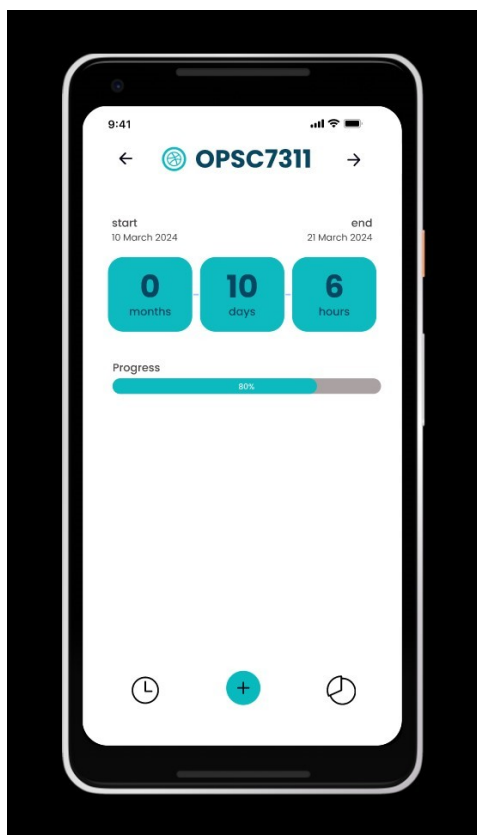 9:41
OPSC7311
start end
10 March 2024 21 March 2024
0 10 6
months days hours
Progress
80%